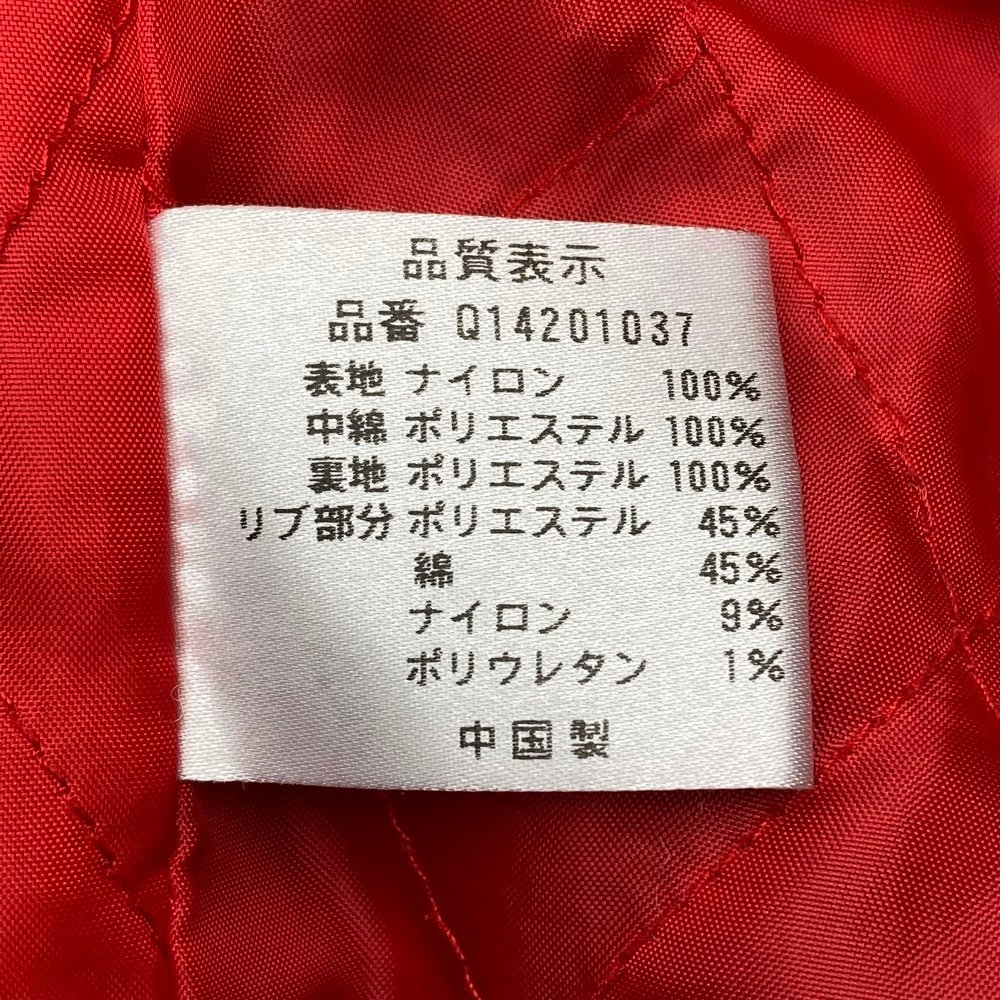 品質表示
品番 Q14201037
表地 ナイロン 100%
中綿 ポリエステル 100%
裏地 ポリエステル 100%
リブ部分 ポリエステル 45%
綿 45%
ナイロン 9%
ポリウレタン 1%
中国製